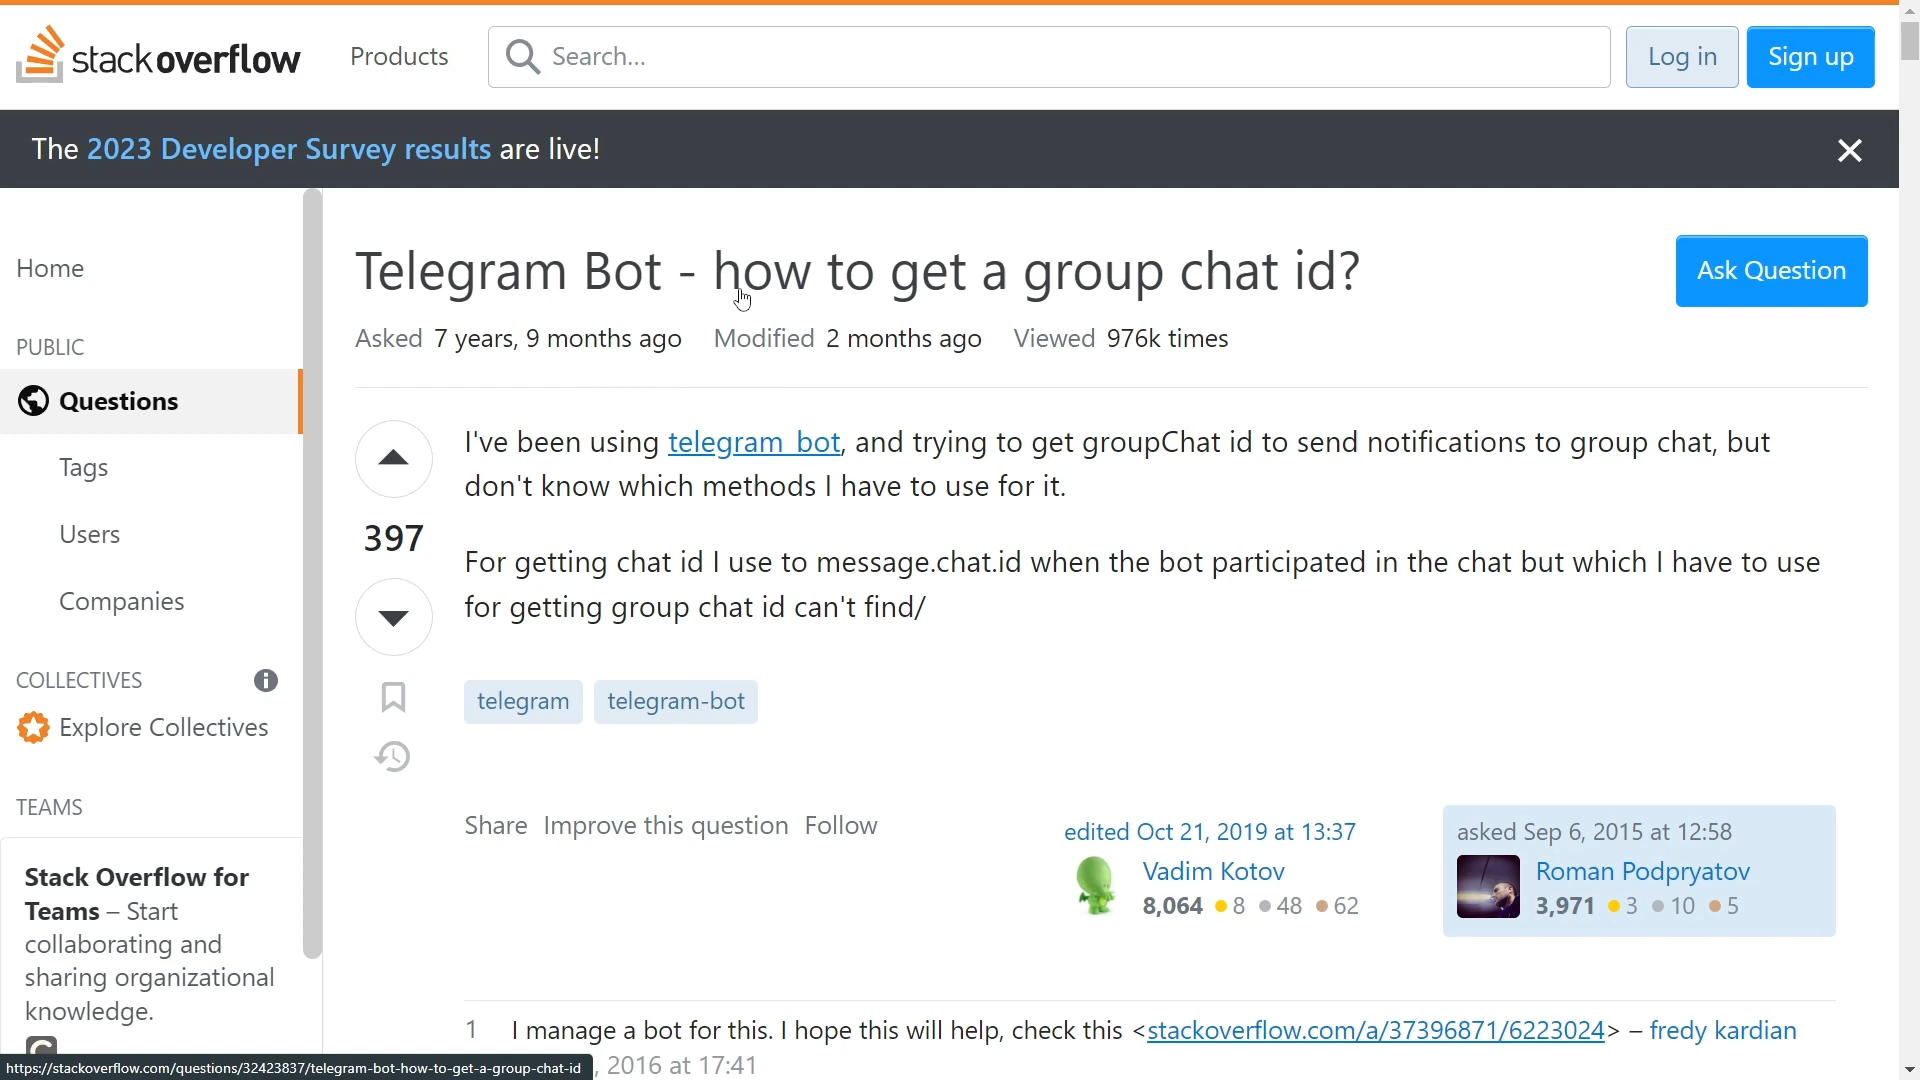 stackoverflow
Products
Search...
Log in
Sign up
The 2023 Developer Survey results are live!
Home
PUBLIC
Questions
Tags
Users
Companies
COLLECTIVES
Explore Collectives
TEAMS
Stack Overflow for
Teams – Start
collaborating and
sharing organizational
knowledge.
Telegram Bot - how to get a group chat id?
Ask Question
Asked 7 years, 9 months ago Modified 2 months ago Viewed 976k times
397
I've been using telegram_bot, and trying to get groupChat id to send notifications to group chat, but
don't know which methods I have to use for it.
For getting chat id I use to message.chat.id when the bot participated in the chat but which I have to use
for getting group chat id can't find/
telegram
telegram-bot
Share Improve this question Follow
edited Oct 21, 2019 at 13:37
Vadim Kotov
8,064 8 48 62
asked Sep 6, 2015 at 12:58
Roman Podpryatov
3,971 3 10 5
1 I manage a bot for this. I hope this will help, check this <stackoverflow.com/a/37396871/6223024> – fredy kardian
, 2016 at 17:41
https://stackoverflow.com/questions/32423837/telegram-bot-how-to-get-a-group-chat-id